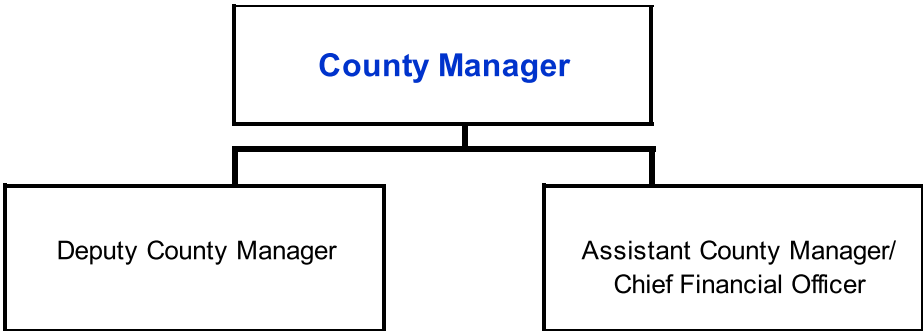 County Manager
Deputy County Manager
Assistant County Manager/
Chief Financial Officer